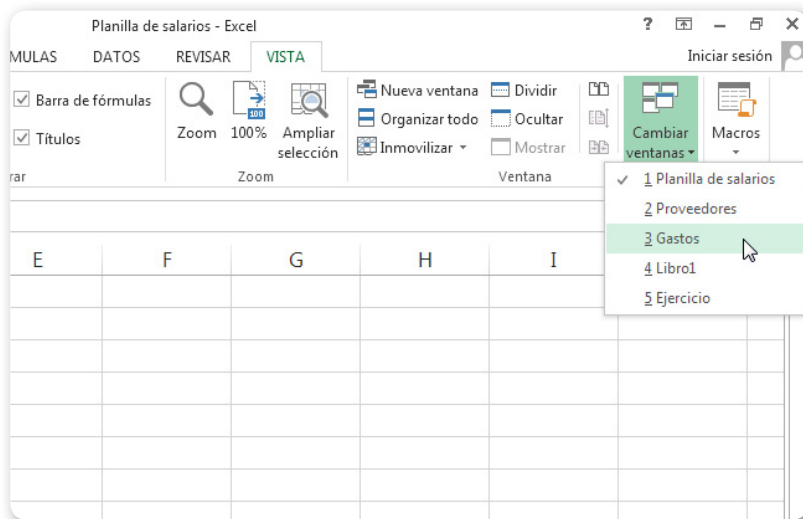 Planilla de salarios - Excel
?
MULAS DATOS REVISAR VISTA Iniciar sesión
Barra de fórmulas
Títulos
Zoom
100
100%
Ampliar
selección
Nueva ventana
Organizar todo
Inmovilizar
Dividir
Ocultar
Mostrar
Cambiar
ventanas
Macros
rar Zoom Ventana
1 Planilla de salarios
2 Proveedores
3 Gastos
4 Libro1
5 Ejercicio
E F G H I